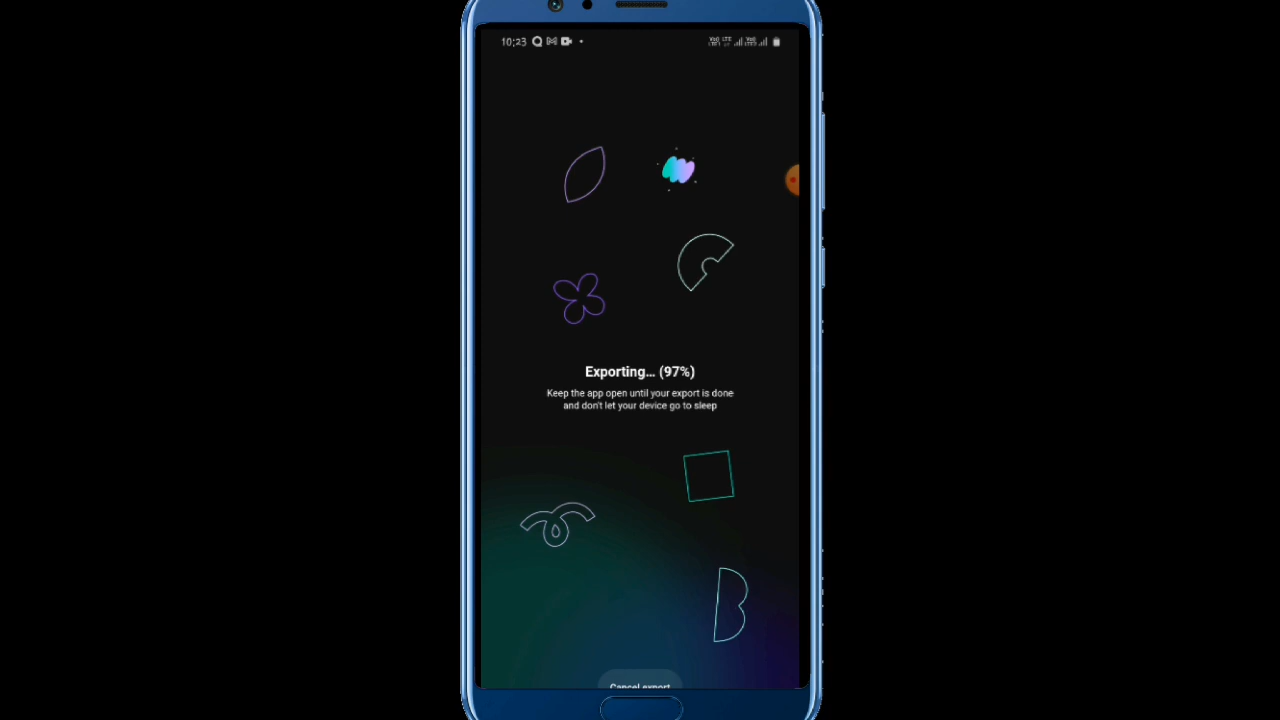 10:23
Exporting... (97%)
Keep the app open until your export is done
and don't let your device go to sleep
Cancel export